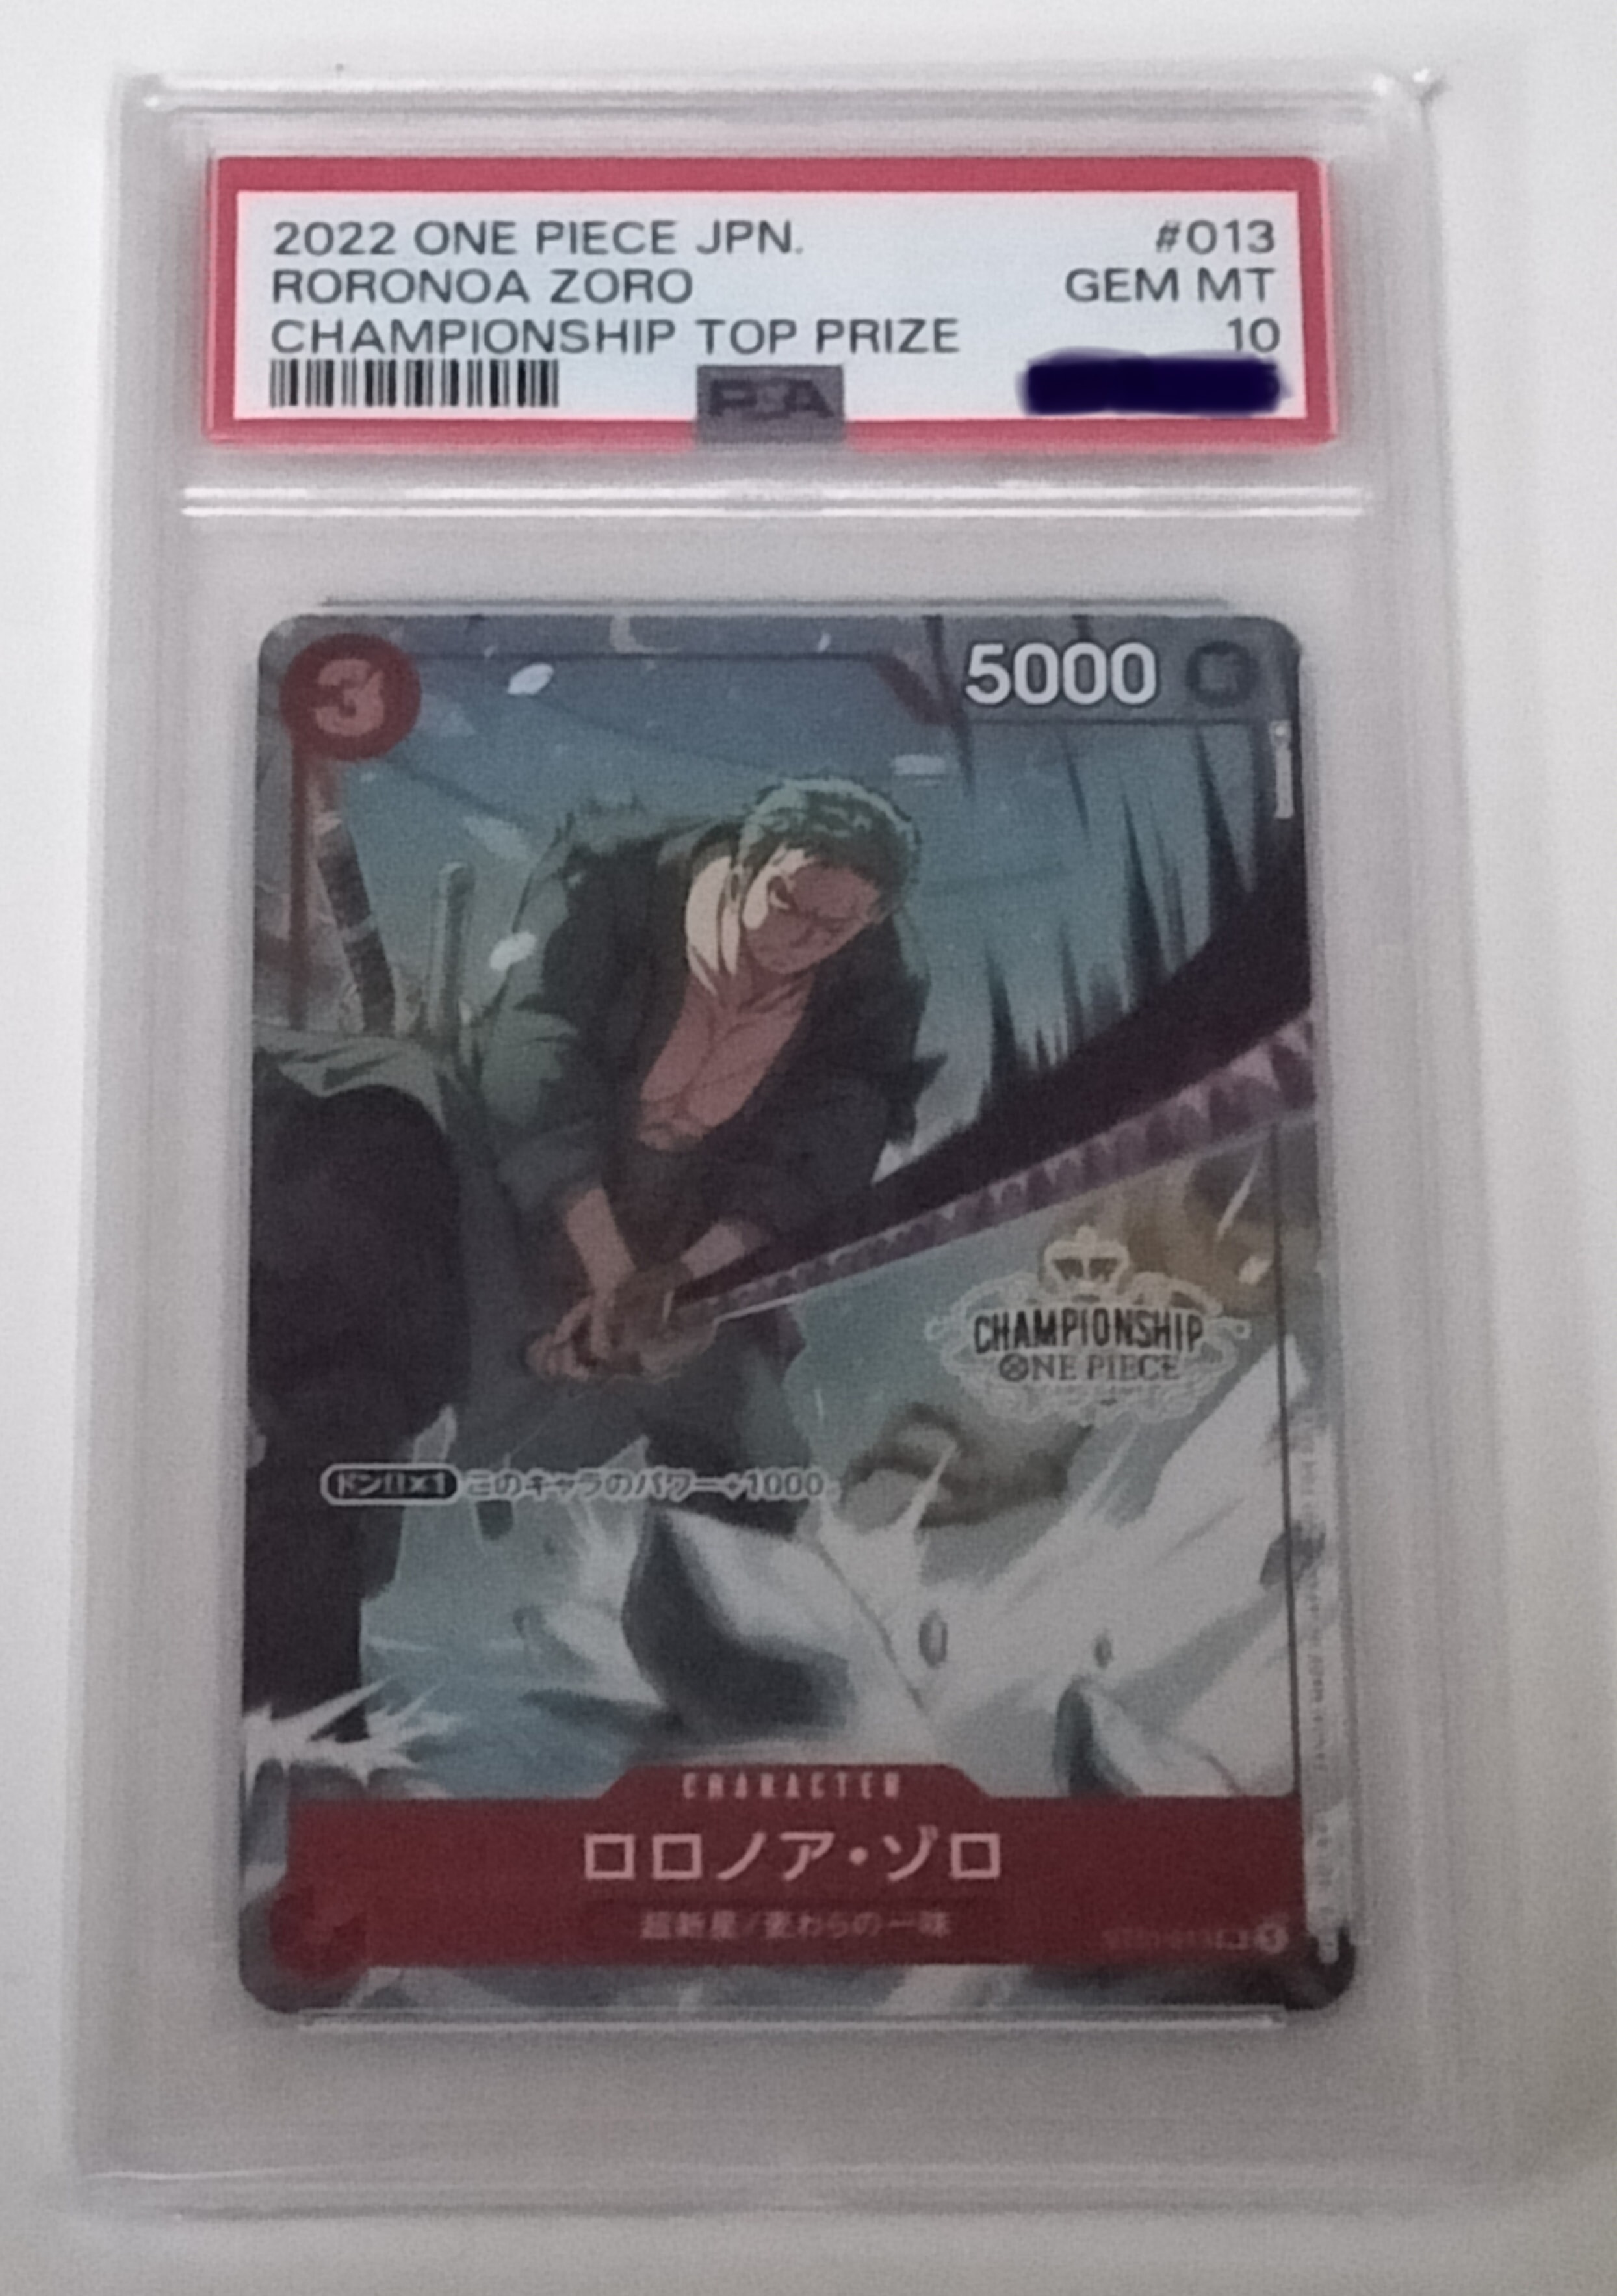 2022 ONE PIECE JPN. #013
RORONOA ZORO GEM MT
CHAMPIONSHIP TOP PRIZE 10
PSA
3
5000
CHAMPIONSHIP
ONE PIECE
ドン!!×1 このキャラのパワー+1000
CHARACTER
ロロノア・ゾロ
超新星/麦わらの一味